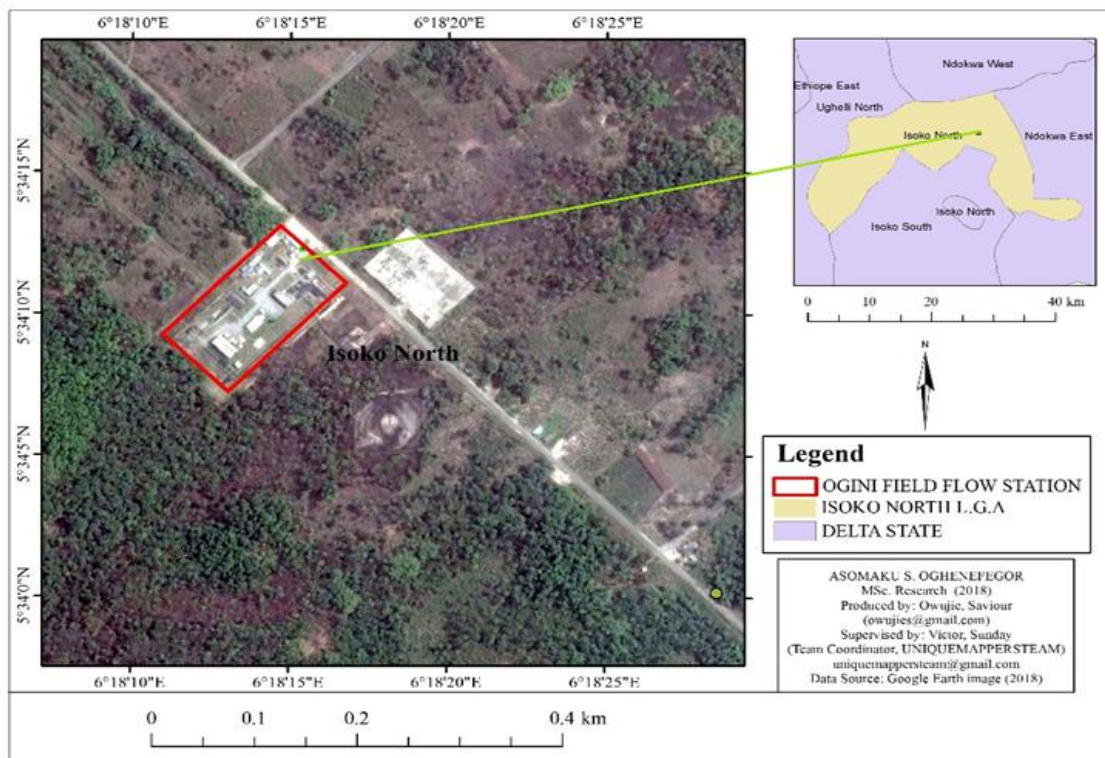 6°18'10"E 6°18'15"E 6°18'20"E 6°18'25"E
5°34'15"N
5°34'10"N
5°34'5"N
5°34'0"N
Isoko North
6°18'10"E 6°18'15"E 6°18'20"E 6°18'25"E
0 0.1 0.2 0.4 km
Ndokwa West
Ethiope East
Ughelli North
Isoko North
Ndokwa East
Isoko North
Isoko South
0 10 20 40 km
N
Legend
OGINI FIELD FLOW STATION
ISOKO NORTH L.G.A
DELTA STATE
ASOMAKU S. OGHENEFEGOR
MSc. Research (2018)
Produced by: Owujie, Saviour
(owujies@gmail.com)
Supervised by: Victor, Sunday
(Team Coordinator, UNIQUEMAPPERSTEAM)
uniquemappersteam@gmail.com
Data Source: Google Earth image (2018)